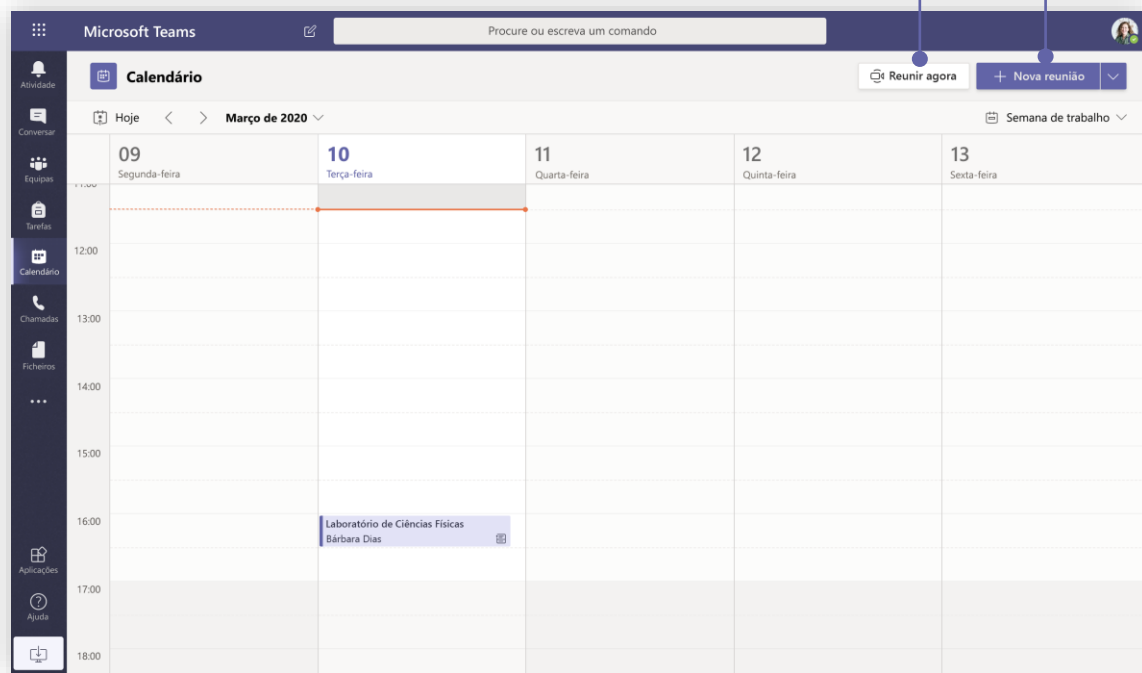 Microsoft Teams
Procure ou escreva um comando
Atividade
Conversar
Equipas
Tarefas
Calendário
Chamadas
Ficheiros
Aplicações
Ajuda
Calendário
Reunir agora
Nova reunião
Hoje
Março de 2020
Semana de trabalho
09
Segunda-feira
10
Terça-feira
11
Quarta-feira
12
Quinta-feira
13
Sexta-feira
11:00
12:00
13:00
14:00
15:00
16:00
Laboratório de Ciências Físicas
Bárbara Dias
17:00
18:00